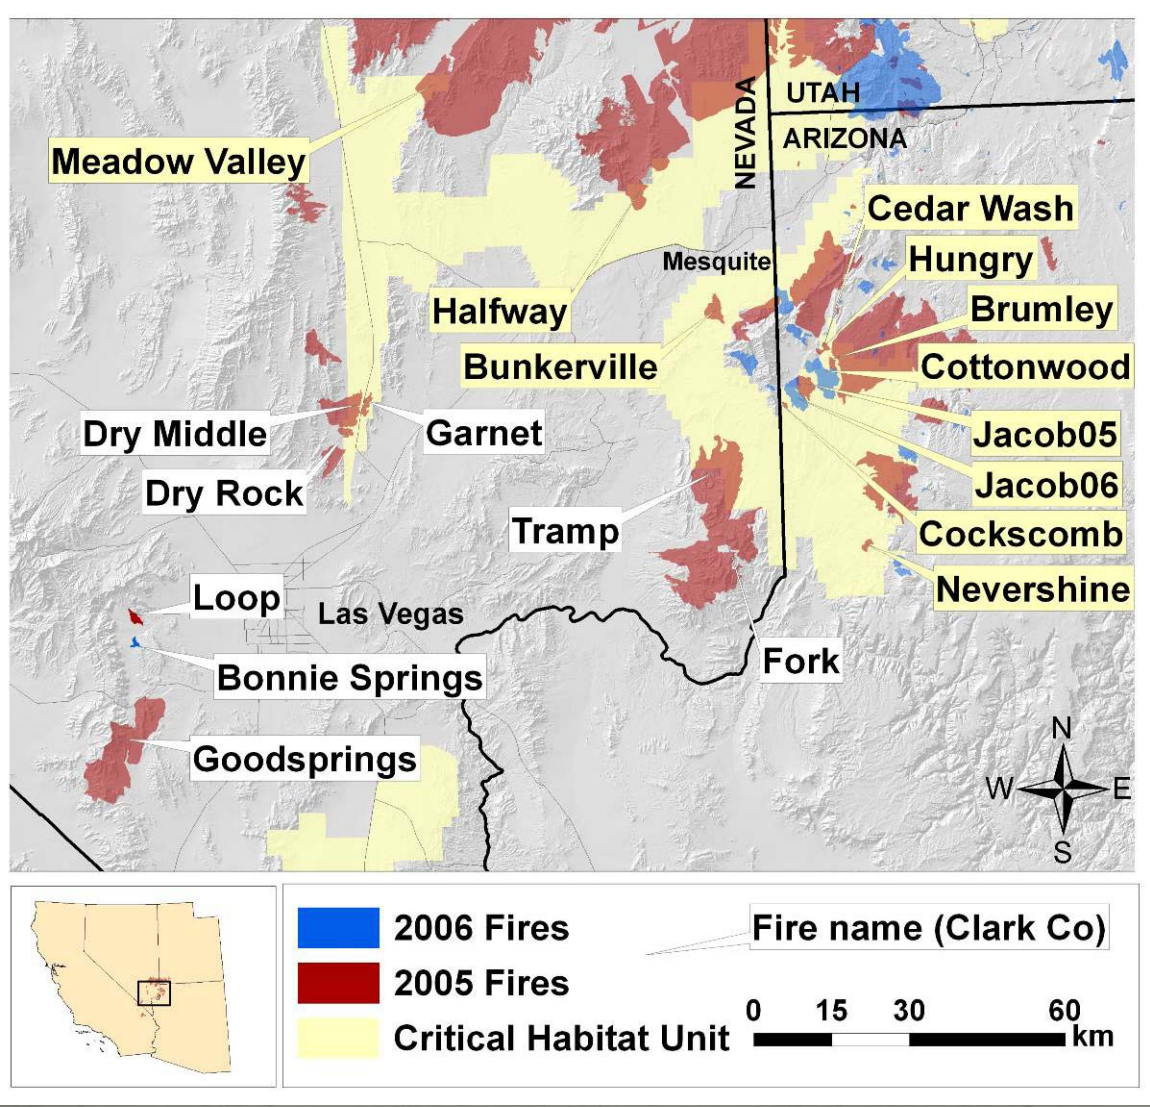 UTAH
NEVADA
ARIZONA
Meadow Valley
Cedar Wash
Hungry
Mesquite
Halfway
Brumley
Bunkerville
Cottonwood
Dry Middle
Garnet
Jacob05
Dry Rock
Jacob06
Tramp
Cockscomb
Nevershine
Loop
Las Vegas
Fork
Bonnie Springs
Goodsprings
N
W
E
S
2006 Fires
2005 Fires
Critical Habitat Unit
Fire name (Clark Co)
0 15 30 60
km